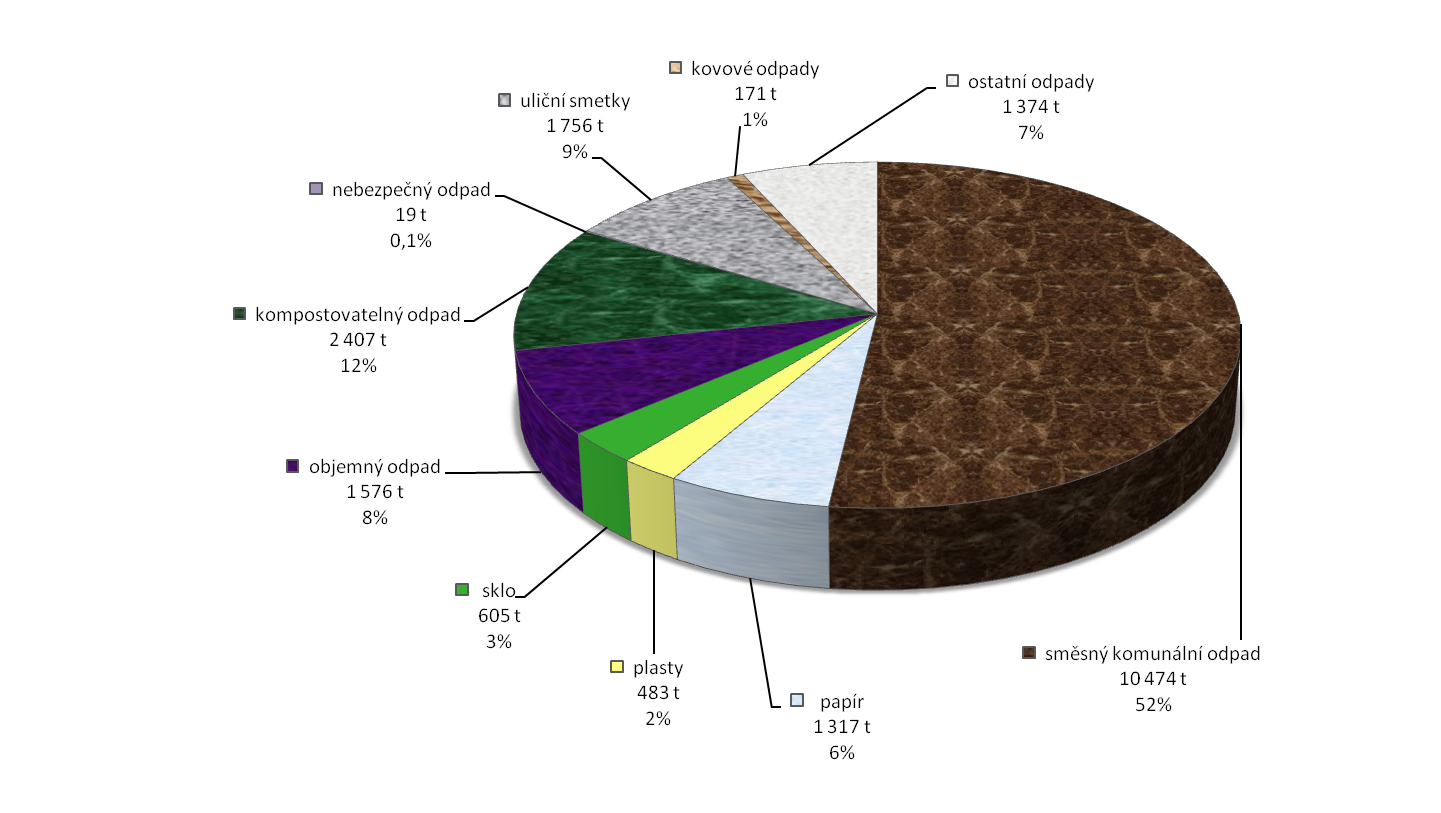 kovové odpady
171 t
1%
ostatní odpady
1 374 t
7%
uliční smetky
1 756 t
9%
nebezpečný odpad
19 t
0,1%
kompostovatelný odpad
2 407 t
12%
objemný odpad
1 576 t
8%
sklo
605 t
3%
plasty
483 t
2%
papír
1 317 t
6%
směsný komunální odpad
10 474 t
52%